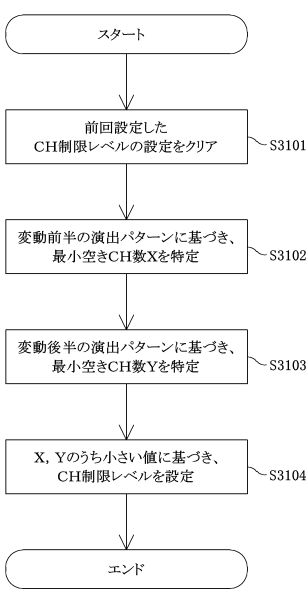 スタート
前回設定した
CH制限レベルの設定をクリア
S3101
変動前半の演出パターンに基づき、
最小空きCH数Xを特定
S3102
変動後半の演出パターンに基づき、
最小空きCH数Yを特定
S3103
X, Yのうち小さい値に基づき、
CH制限レベルを設定
S3104
エンド